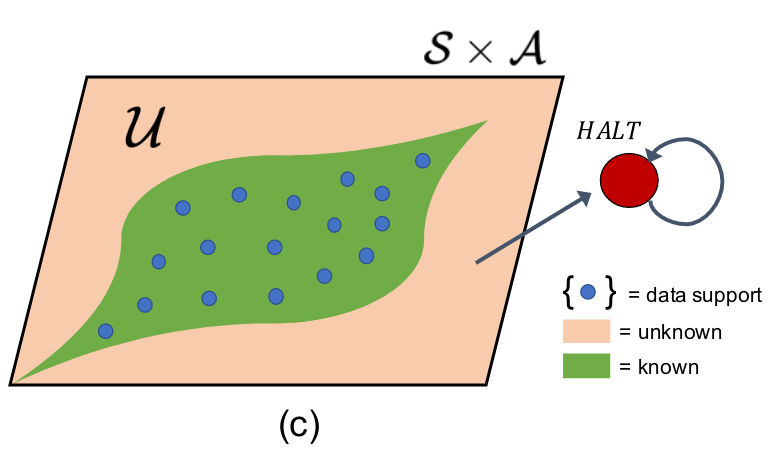 𝒮 × 𝒜
𝒰
HALT
{ } = data support
= unknown
= known
(c)